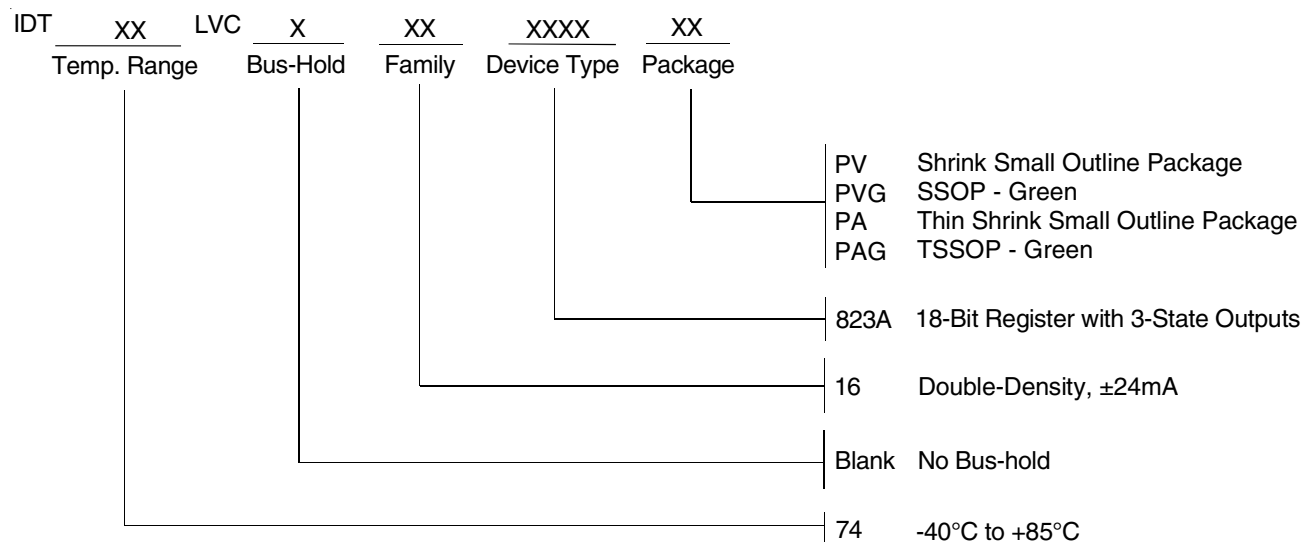 IDT XX LVC X XX XXXX XX
Temp. Range Bus-Hold Family Device Type Package
PV Shrink Small Outline Package
PVG SSOP - Green
PA Thin Shrink Small Outline Package
PAG TSSOP - Green
823A 18-Bit Register with 3-State Outputs
16 Double-Density, ±24mA
Blank No Bus-hold
74 -40°C to +85°C